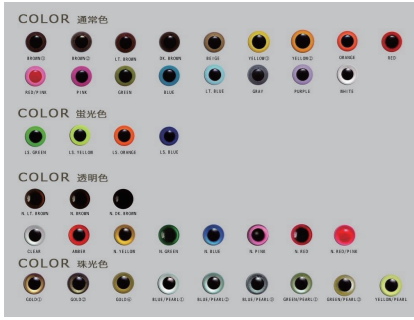 COLOR 通常色
BROWN① BROWN② LT. BROWN DK. BROWN BEIGE YELLOW① YELLOW② ORANGE RED
RED/PINK PINK GREEN BLUE LT. BLUE GRAY PURPLE WHITE
COLOR 蛍光色
LS. GREEN LS. YELLOW LS. ORANGE LS. BLUE
COLOR 透明色
N. LT. BROWN N. BROWN N. DK. BROWN
CLEAR AMBER N. YELLOW N. GREEN N. BLUE N. PINK N. RED N. RED/PINK
COLOR 珠光色
GOLD① GOLD② BLUE/PEARL① BLUE/PEARL② BLUE/PEARL③ GREEN/PEARL① GREEN/PEARL② YELLOW/PEARL